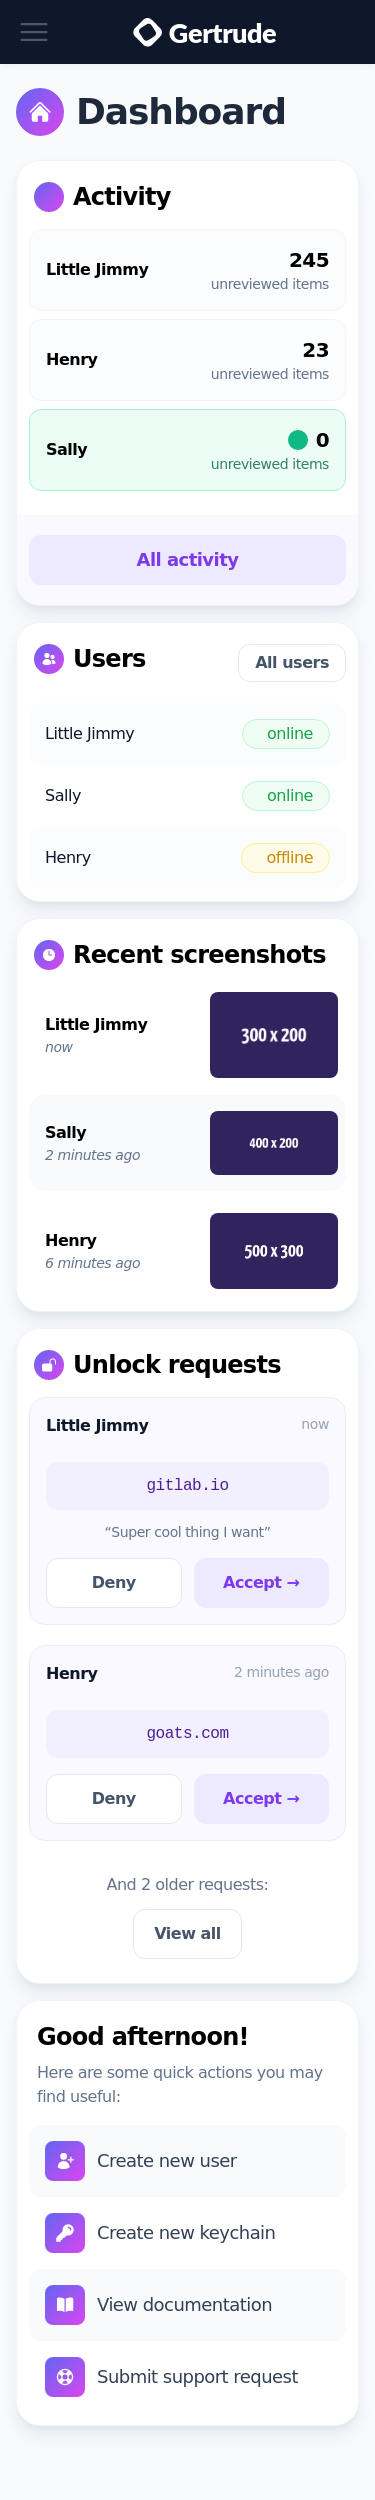 Gertrude
Dashboard
Activity
Little Jimmy
245
unreviewed items
Henry
23
unreviewed items
Sally
0
unreviewed items
All activity
Users
All users
Little Jimmy
online
Sally
online
Henry
offline
Recent screenshots
Little Jimmy
now
300 x 200
Sally
2 minutes ago
400 x 200
Henry
6 minutes ago
500 x 300
Unlock requests
Little Jimmy
now
gitlab.io
“Super cool thing I want”
Deny
Accept →
Henry
2 minutes ago
goats.com
Deny
Accept →
And 2 older requests:
View all
Good afternoon!
Here are some quick actions you may
find useful:
Create new user
Create new keychain
View documentation
Submit support request